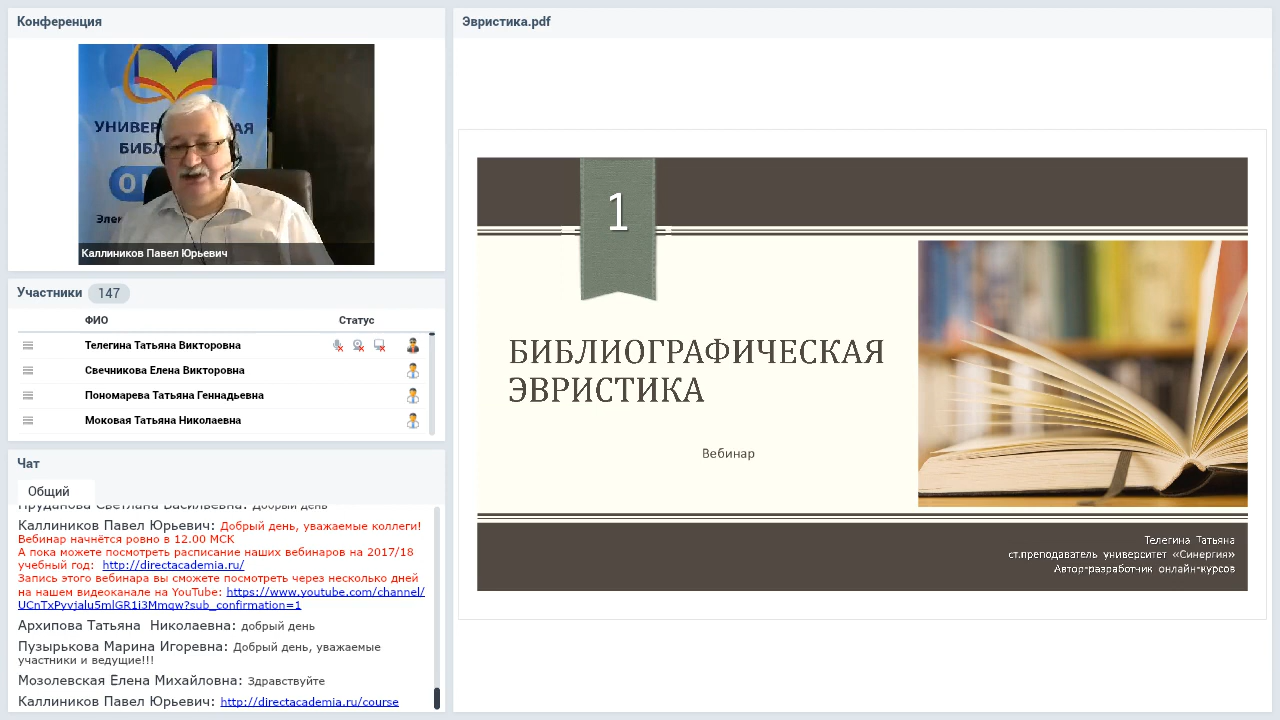 Конференция
УНИВЕР АЯ
БИБЛ
Каллиников Павел Юрьевич
Участники 147
ФИО Статус
Телегина Татьяна Викторовна
Свечникова Елена Викторовна
Пономарева Татьяна Геннадьевна
Моковая Татьяна Николаевна
Чат
Общий
Каллиников Павел Юрьевич: Добрый день, уважаемые коллеги!
Вебинар начнётся ровно в 12.00 МСК
А пока можете посмотреть расписание наших вебинаров на 2017/18
учебный год: http://directacademia.ru/
Запись этого вебинара вы сможете посмотреть через несколько дней
на нашем видеоканале на YouTube: https://www.youtube.com/channel/
UCnTxPyvjalu5mlGR1i3Mmqw?sub_confirmation=1
Архипова Татьяна Николаевна: добрый день
Пузырькова Марина Игоревна: Добрый день, уважаемые
участники и ведущие!!!
Мозолевская Елена Михайловна: Здравствуйте
Каллиников Павел Юрьевич: http://directacademia.ru/course
Эвристика.pdf
1
БИБЛИОГРАФИЧЕСКАЯ
ЭВРИСТИКА
Вебинар
Телегина Татьяна
ст.преподаватель университет «Синергия»
Автор-разработчик онлайн-курсов